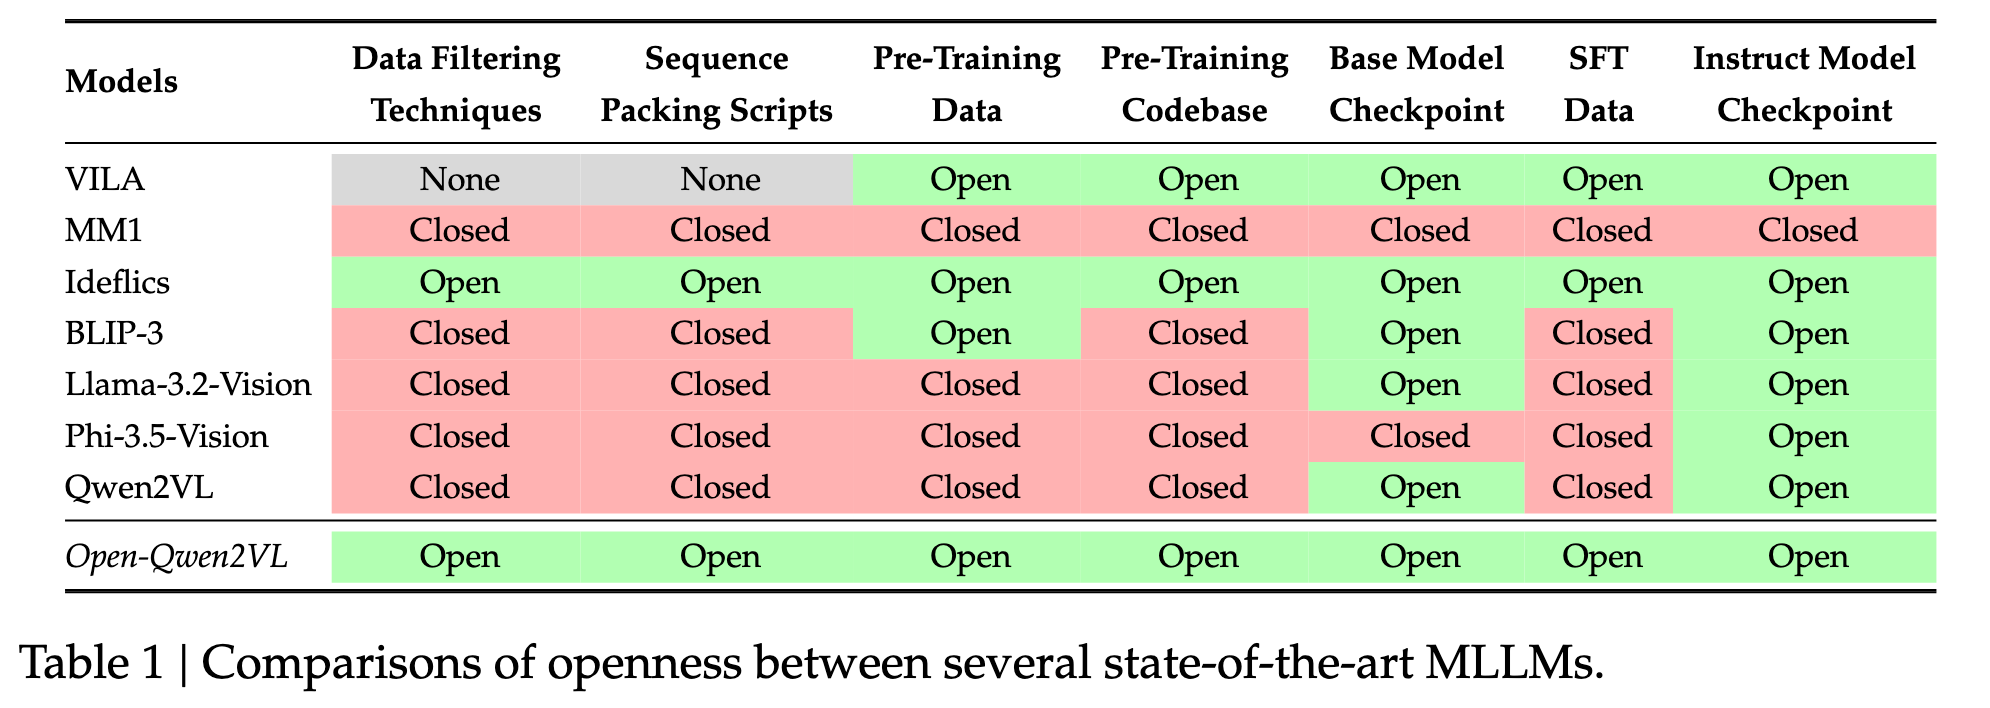 Models Data Filtering Techniques Sequence Packing Scripts Pre-Training Data Pre-Training Codebase Base Model Checkpoint SFT Data Instruct Model Checkpoint
VILA None None Open Open Open Open Open
MM1 Closed Closed Closed Closed Closed Closed Closed
Ideflics Open Open Open Open Open Open Open
BLIP-3 Closed Closed Open Closed Open Closed Open
Llama-3.2-Vision Closed Closed Closed Closed Open Closed Open
Phi-3.5-Vision Closed Closed Closed Closed Closed Closed Open
Qwen2VL Closed Closed Closed Closed Open Closed Open
Open-Qwen2VL Open Open Open Open Open Open Open
Table 1 | Comparisons of openness between several state-of-the-art MLLMs.